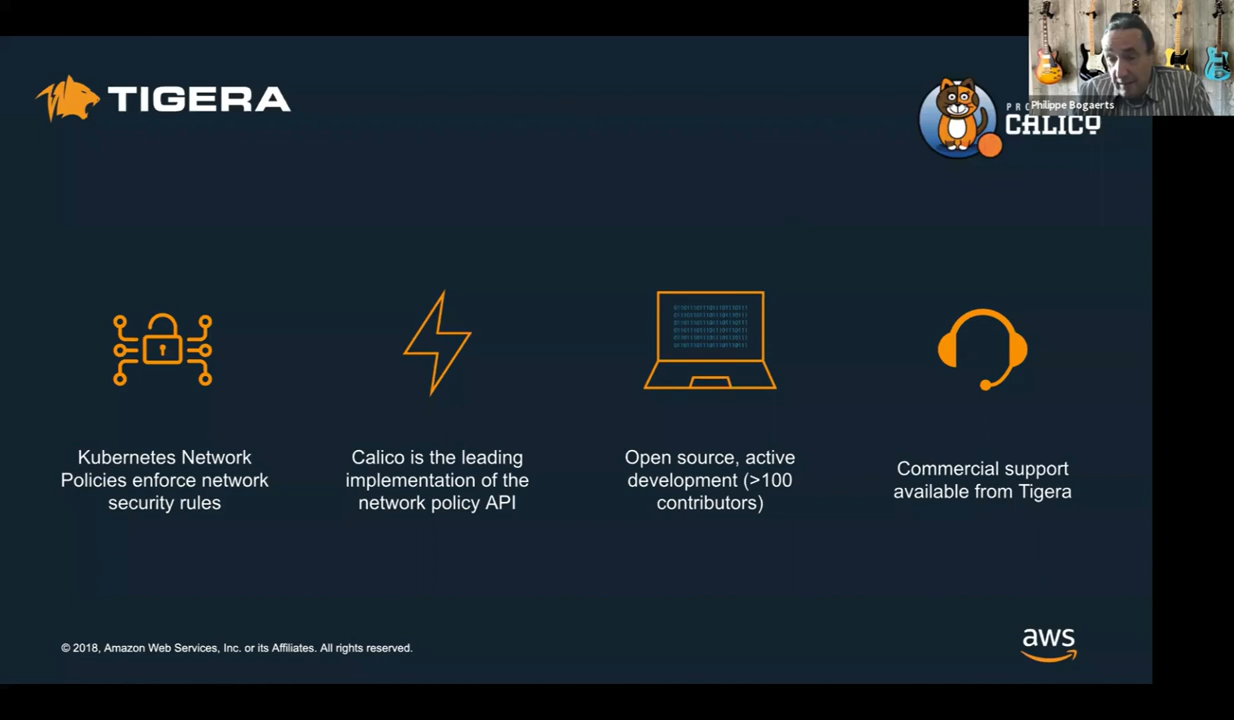 TIGERA
Philippe Bogaerts
CALICO
Kubernetes Network
Policies enforce network
security rules
Calico is the leading
implementation of the
network policy API
Open source, active
development (>100
contributors)
Commercial support
available from Tigera
© 2018, Amazon Web Services, Inc. or its Affiliates. All rights reserved.
aws